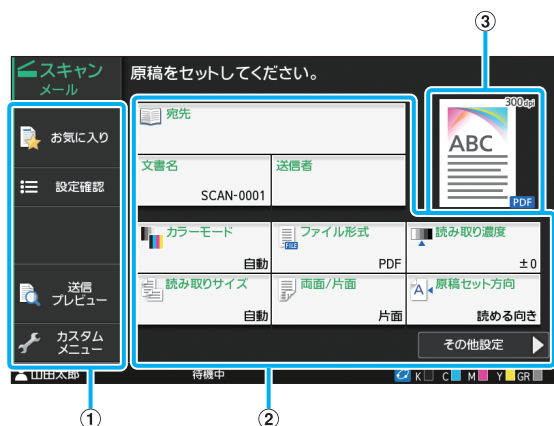 ③
スキャン
メール
原稿をセットしてください。
300dpi
ABC
PDF
お気に入り
設定確認
送信
プレビュー
カスタム
メニュー
宛先
文書名
SCAN-0001
送信者
カラーモード
自動
ファイル形式
FILE
PDF
読み取り濃度
±0
読み取りサイズ
自動
両面/片面
片面
A
原稿セット方向
読める向き
その他設定
山田太郎
待機中
K C M Y GR
①
②